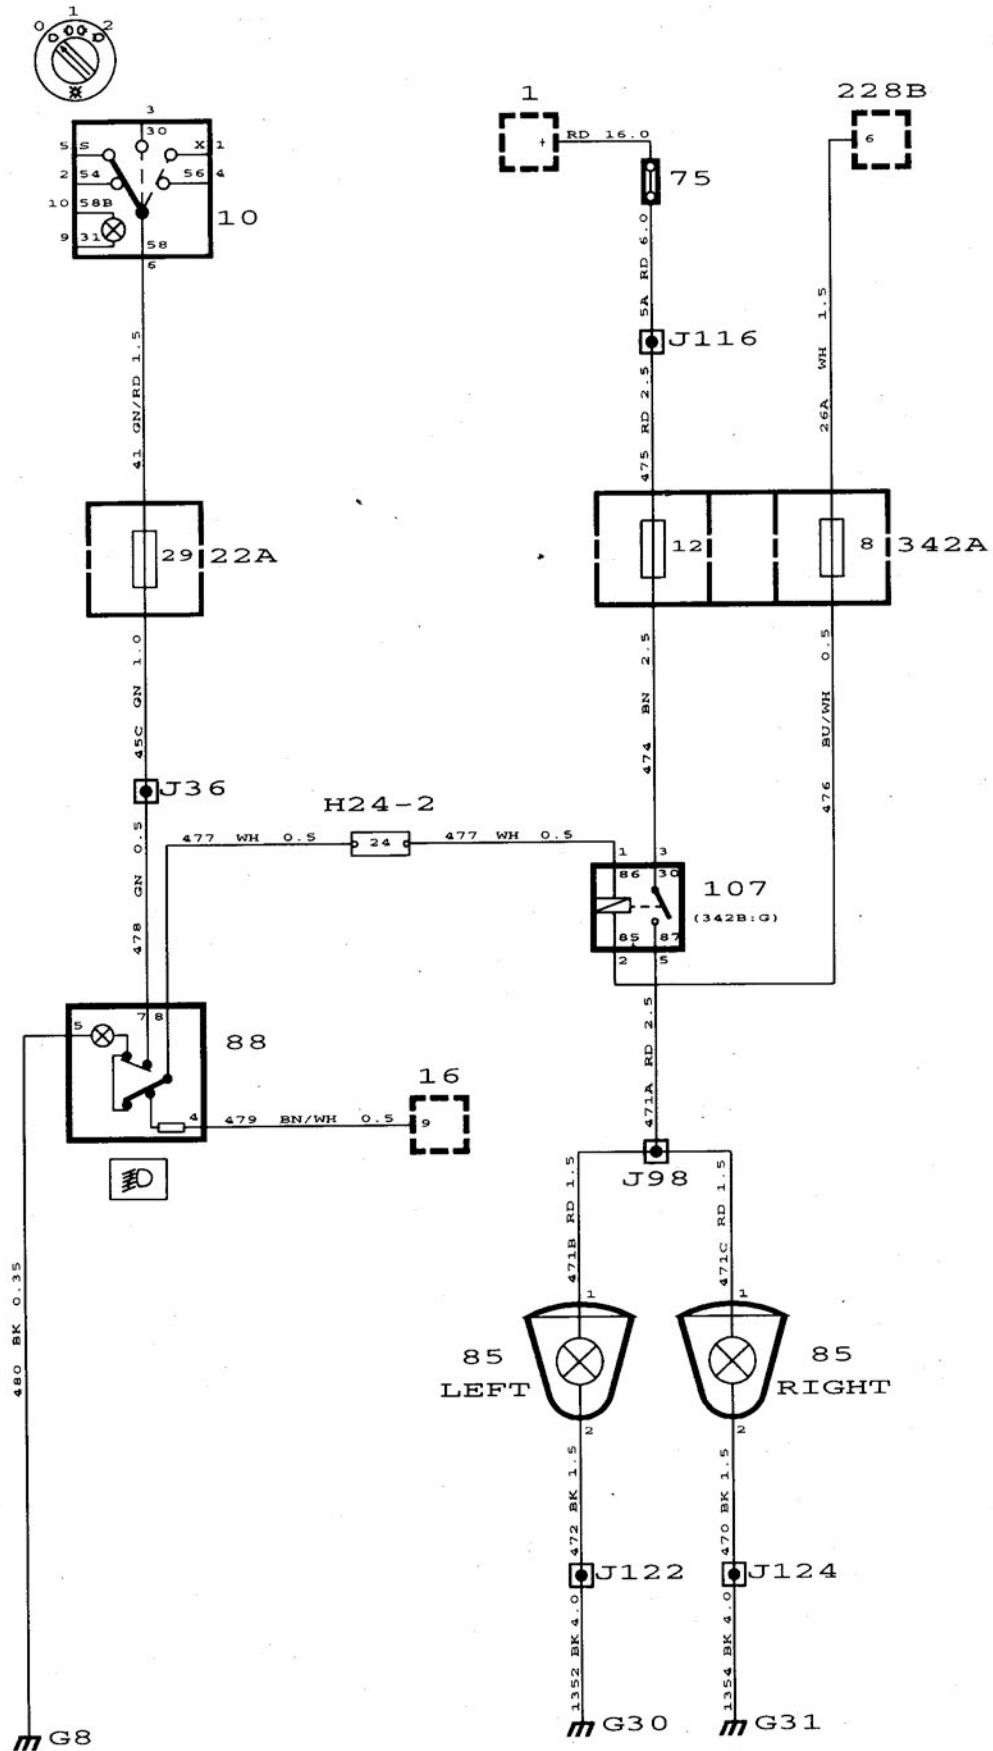 0 1 2
3
30
5 S
X 1
2 54
56 4
10 58B
9 31
58
6
10
41 GN/RD 1.5
29
22A
45C GN 1.0
J36
478 GN 0.5
477 WH 0.5
H24-2
24
477 WH 0.5
1
+
RD 16.0
75
5A RD 6.0
J116
475 RD 2.5
12
8
342A
228B
6
26A WH 1.5
474 BN 2.5
476 BU/WH 0.5
1 3
86 30
85 87
2 5
107
(342B:G)
471A RD 2.5
5
7 8
4
88
479 BN/WH 0.5
16
9
J98
471B RD 1.5
471C RD 1.5
1
1
85
LEFT
85
RIGHT
2
2
480 BK 0.35
472 BK 1.5
470 BK 1.5
J122
J124
1352 BK 4.0
1354 BK 4.0
G8
G30
G31